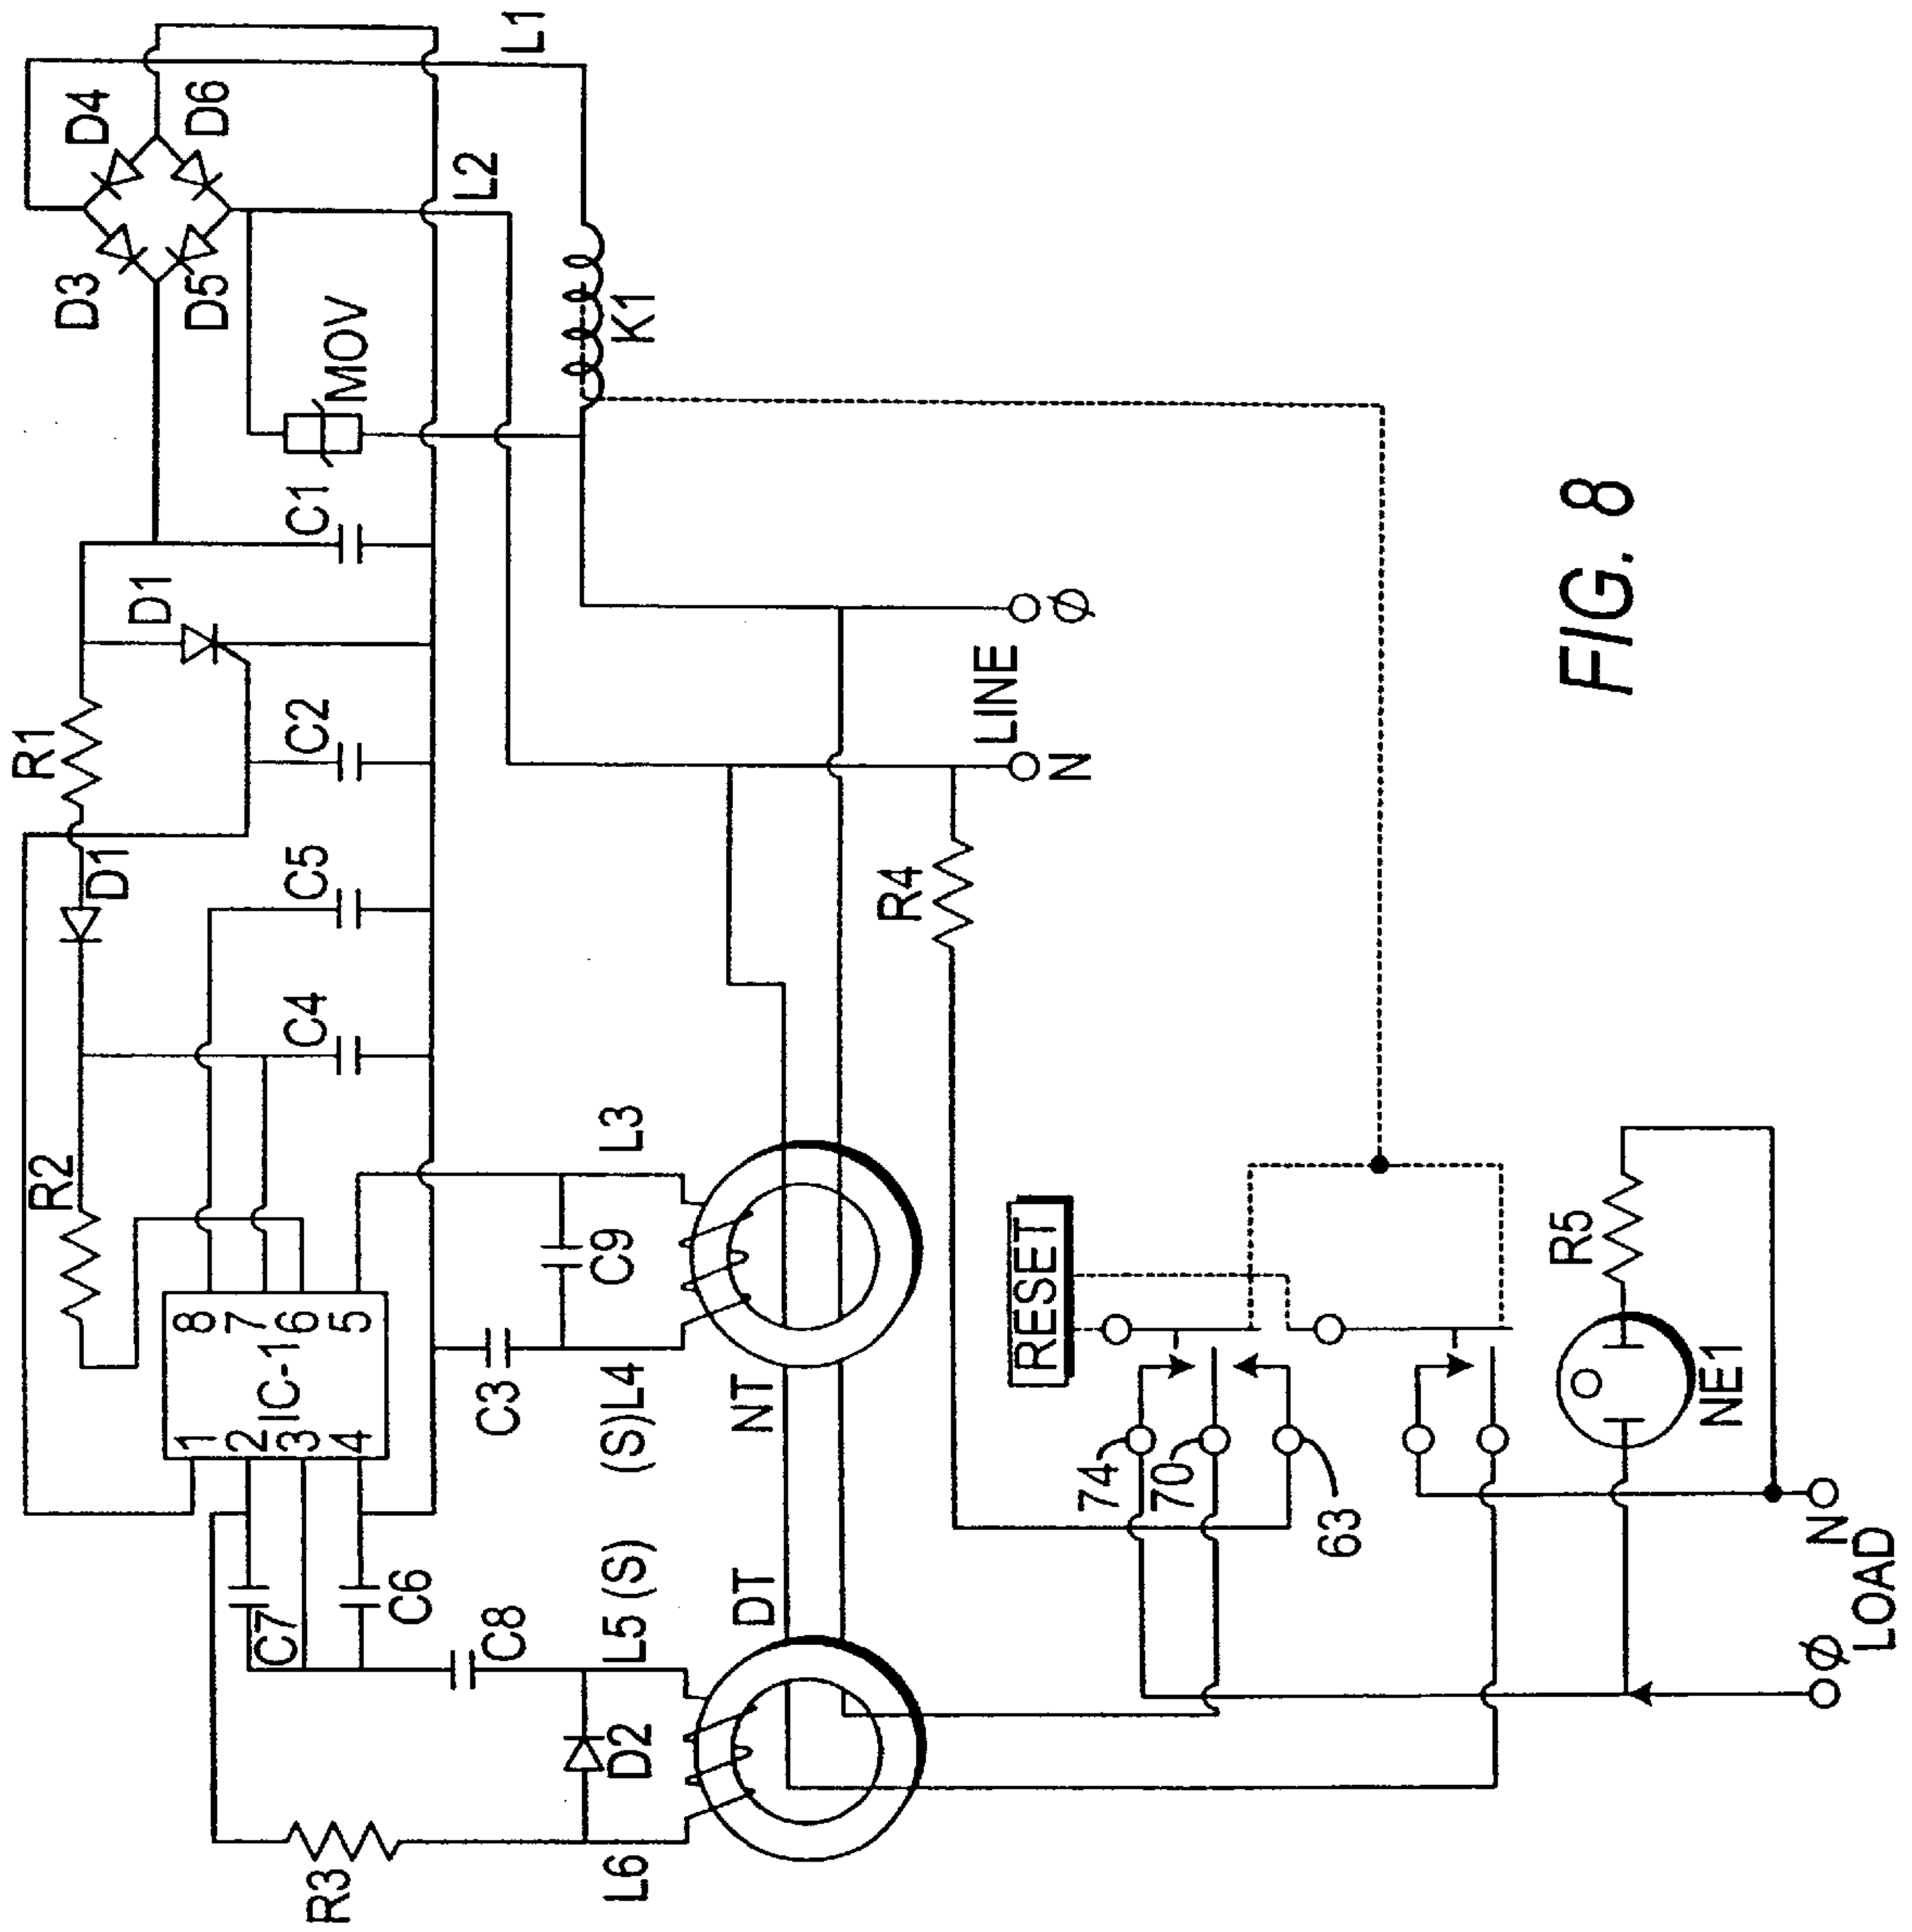 L1
D4
D6
L2
D3
D5
MOV
K1
C1
D1
R1
C2
LINE
Ø
N
D1
C5
R4
C4
R2
L3
C9
8
7
6
5
IC-1
1
2
3
4
C3
(S)L4
NT
RESET
R5
NE1
74
70
63
C7
C6
C8
L5 (S)
DT
D2
R3
L6
N
Ø
LOAD
FIG. 8